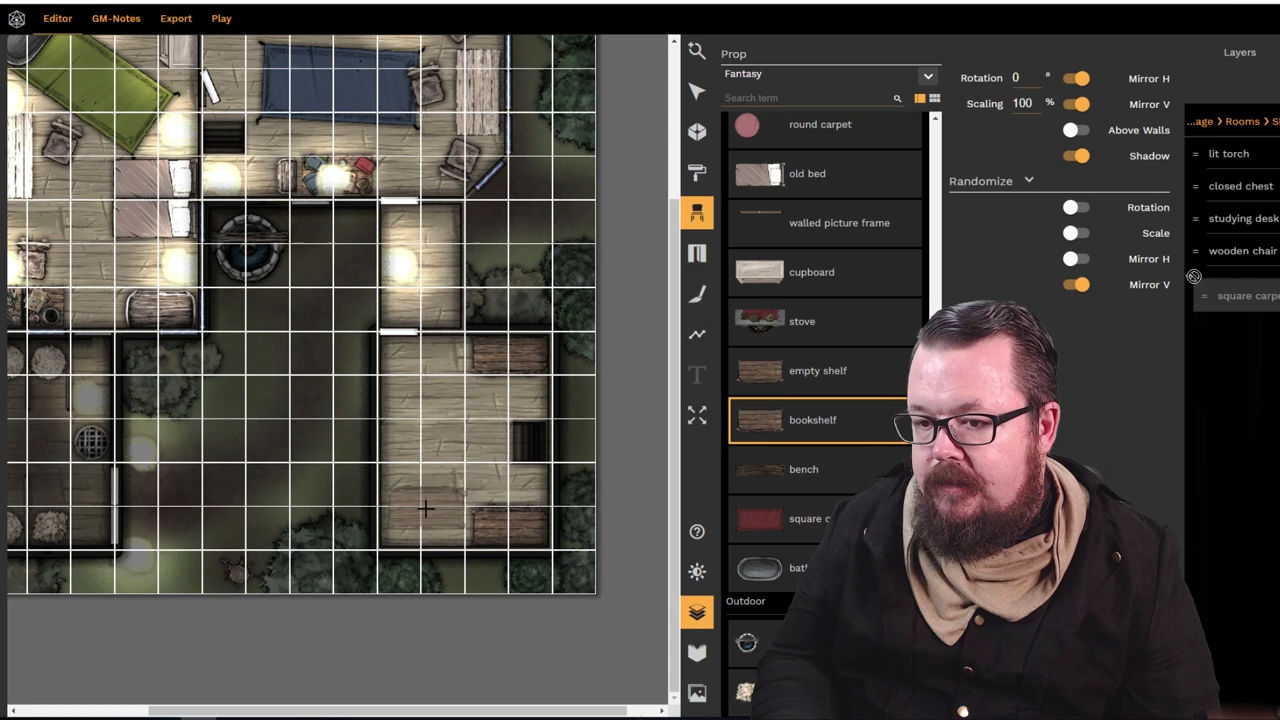 Editor
GM-Notes
Export
Play
Prop
Fantasy
Search term
round carpet
old bed
walled picture frame
cupboard
stove
empty shelf
bookshelf
bench
square
Outdoor
Rotation 0 °
Scaling 100 %
Mirror H
Mirror V
Above Walls
Shadow
Randomize
Rotation
Scale
Mirror H
Mirror V
Layers
...age > Rooms >
= lit torch
= closed chest
= studying desk
= wooden chair
= square carpe
T